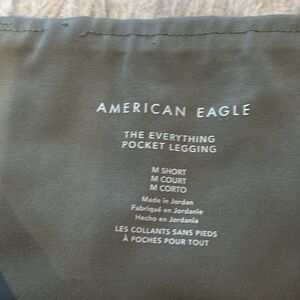 AMERICAN EAGLE
THE EVERYTHING
POCKET LEGGING
M SHORT
M COURT
M CORTO
Made in Jordan
Fabriqué en Jordanie
Hecho en Jordania
LES COLLANTS SANS PIEDS
À POCHES POUR TOUT